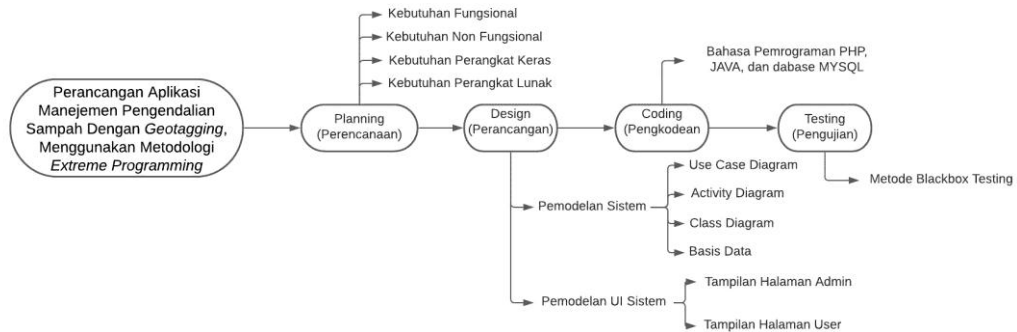 Perancangan Aplikasi
Manejemen Pengendalian
Sampah Dengan Geotagging,
Menggunakan Metodologi
Extreme Programming
Planning
(Perencanaan)
Kebutuhan Fungsional
Kebutuhan Non Fungsional
Kebutuhan Perangkat Keras
Kebutuhan Perangkat Lunak
Design
(Perancangan)
Pemodelan Sistem
Use Case Diagram
Activity Diagram
Class Diagram
Basis Data
Pemodelan UI Sistem
Tampilan Halaman Admin
Tampilan Halaman User
Coding
(Pengkodean
Bahasa Pemrograman PHP,
JAVA, dan dabase MYSQL
Testing
(Pengujian)
Metode Blackbox Testing